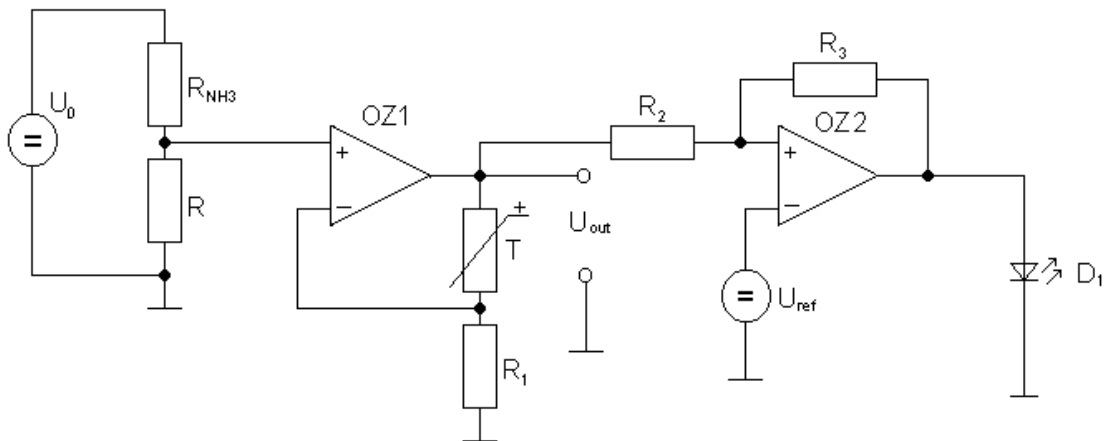 U0
=
RNH3
R
OZ1
+
−
+
T
R1
Uout
R2
R3
OZ2
+
−
=
Uref
D1